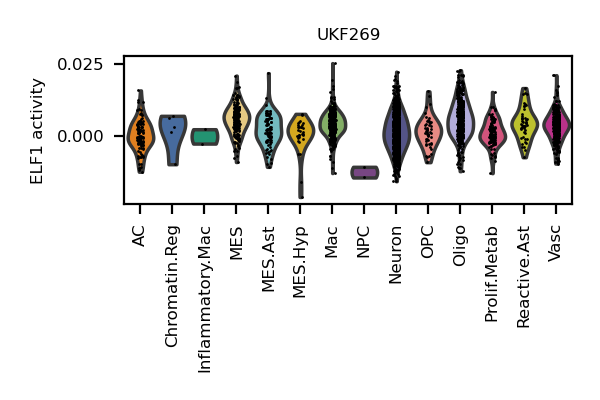 UKF269
ELF1 activity
0.025
0.000
AC
Chromatin.Reg
Inflammatory.Mac
MES
MES.Ast
MES.Hyp
Mac
NPC
Neuron
OPC
Oligo
Prolif.Metab
Reactive.Ast
Vasc